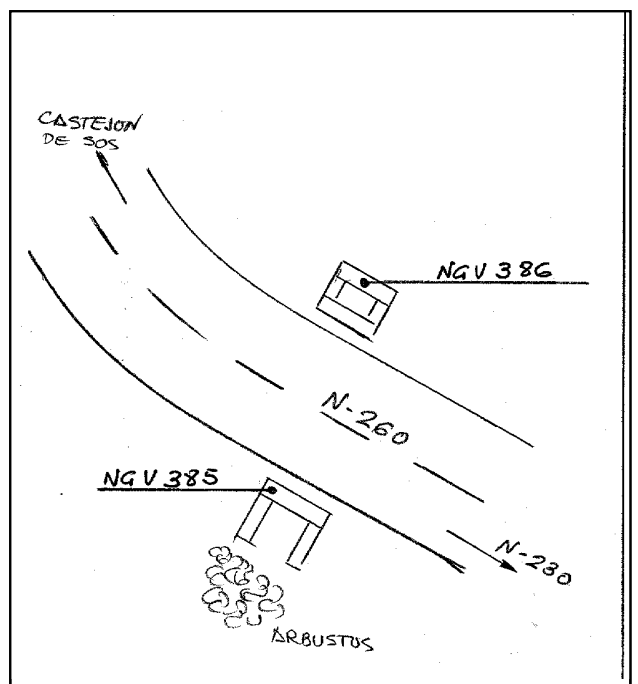 CASTEJON
DE SOS
NGV 386
N-260
NGV 385
N-230
ARBUSTOS